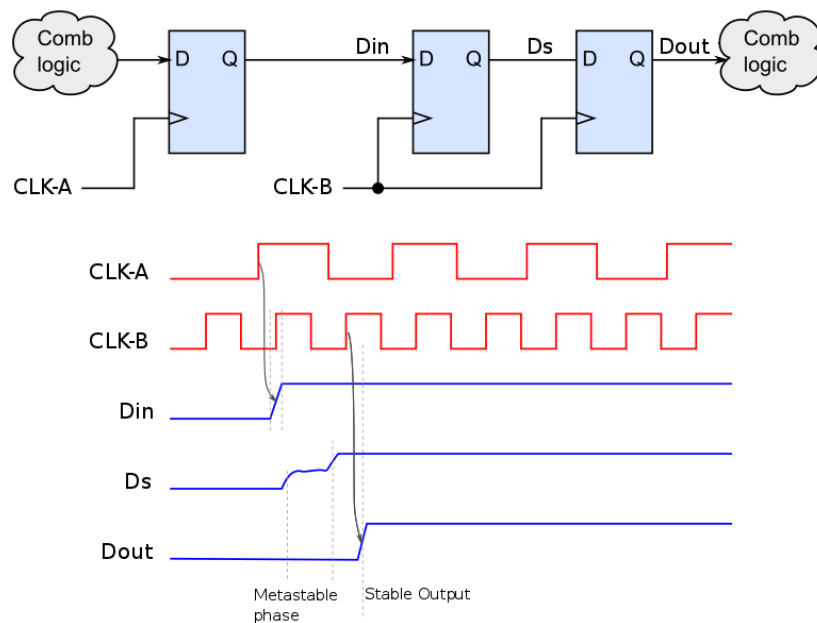 Comb
logic
D Q
Din
D Q
Ds
D Q
Dout
Comb
logic
CLK-A
CLK-B
CLK-A
CLK-B
Din
Ds
Dout
Metastable
phase
Stable Output